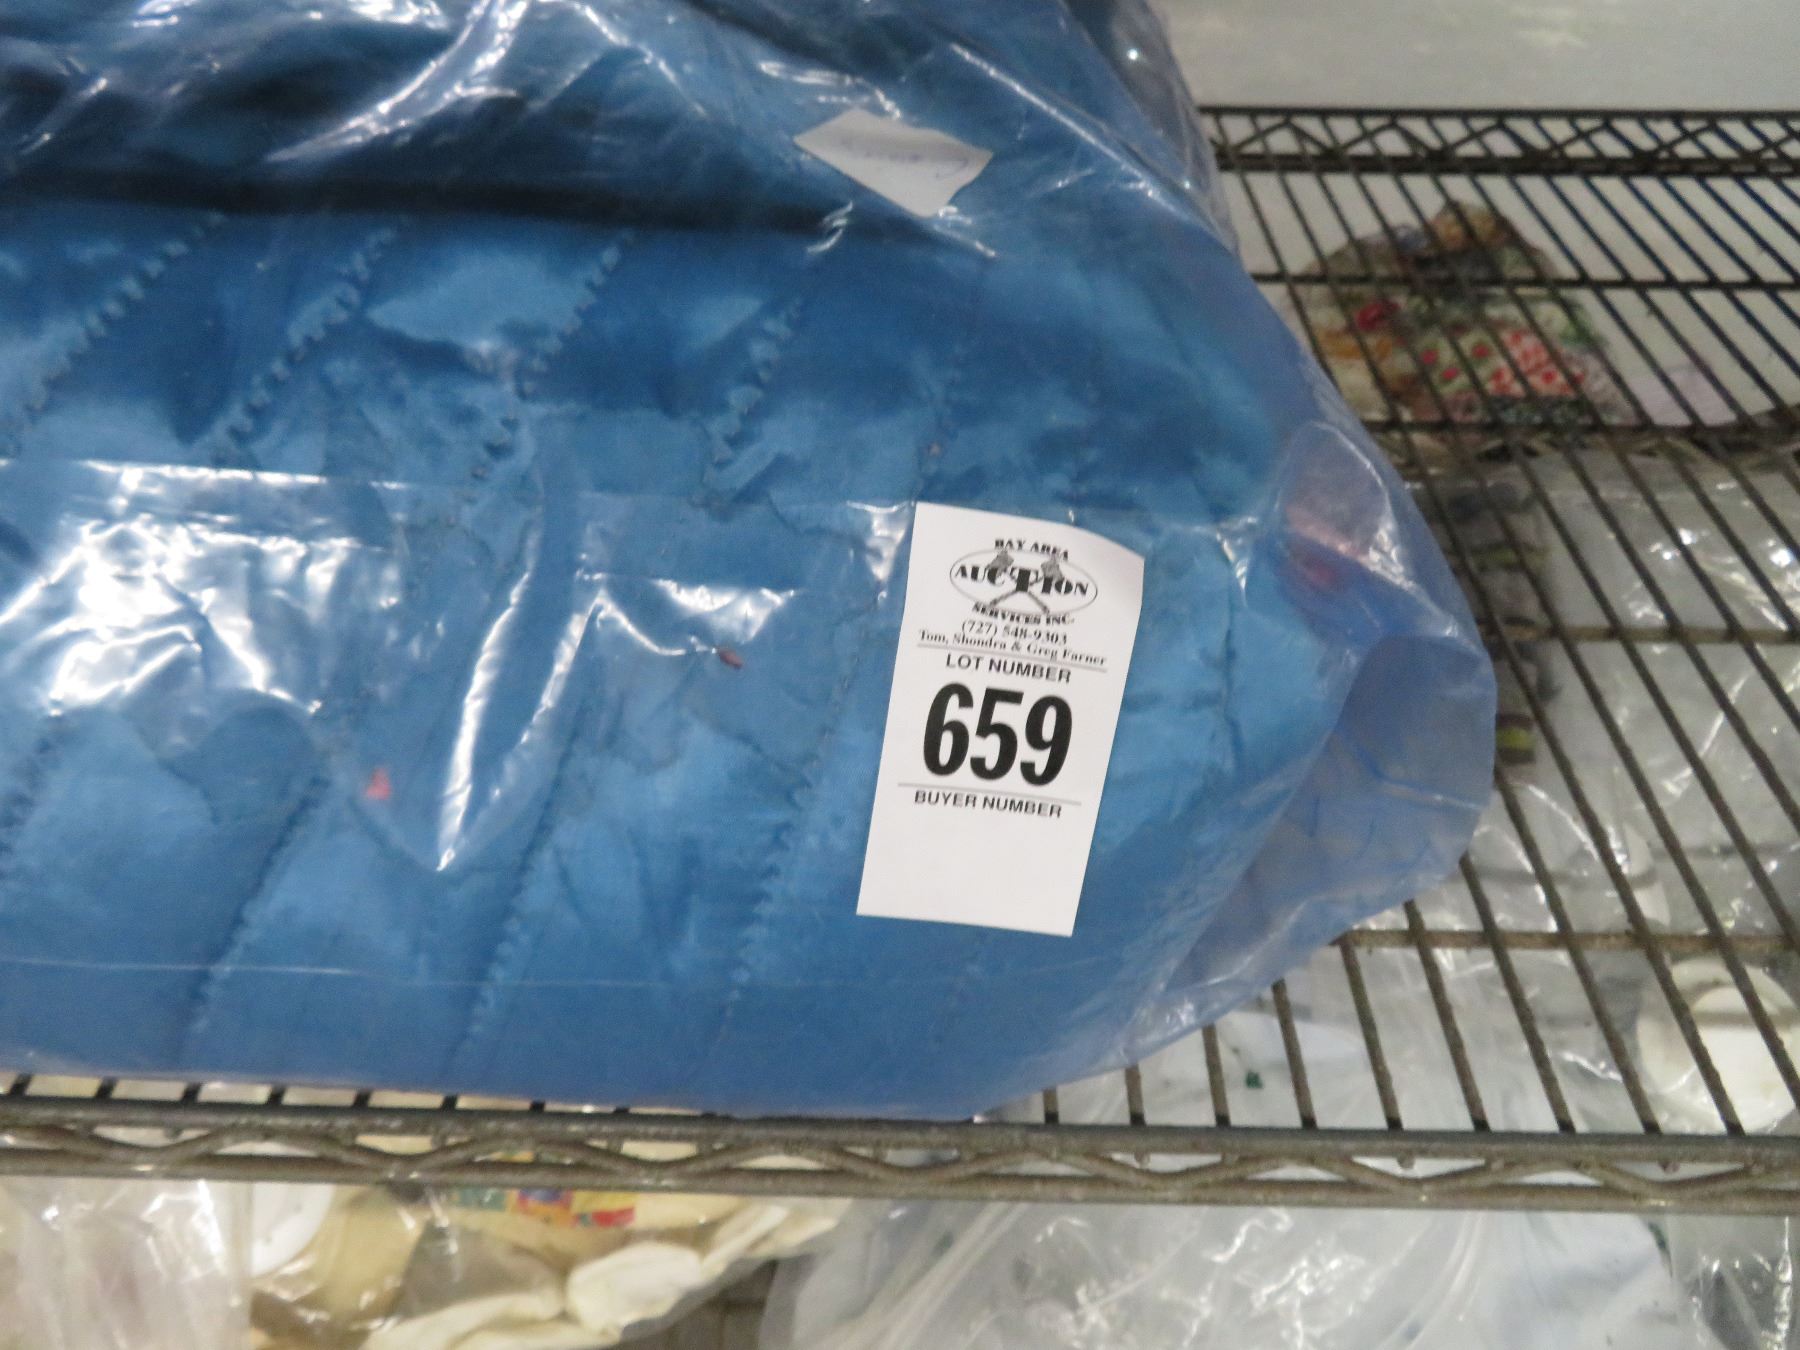 BAY AREA
AUCTION
SERVICES INC.
(727) 548-9303
Tom, Shondra & Greg Farner
LOT NUMBER
659
BUYER NUMBER